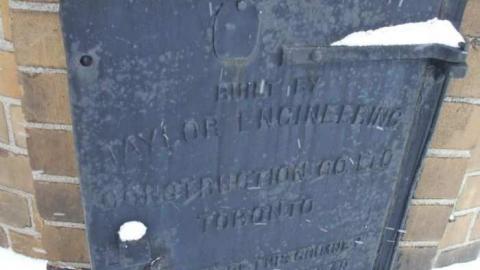 BUILT BY
TAYLOR ENGINEERING
CONSTRUCTION CO LTD
TORONTO